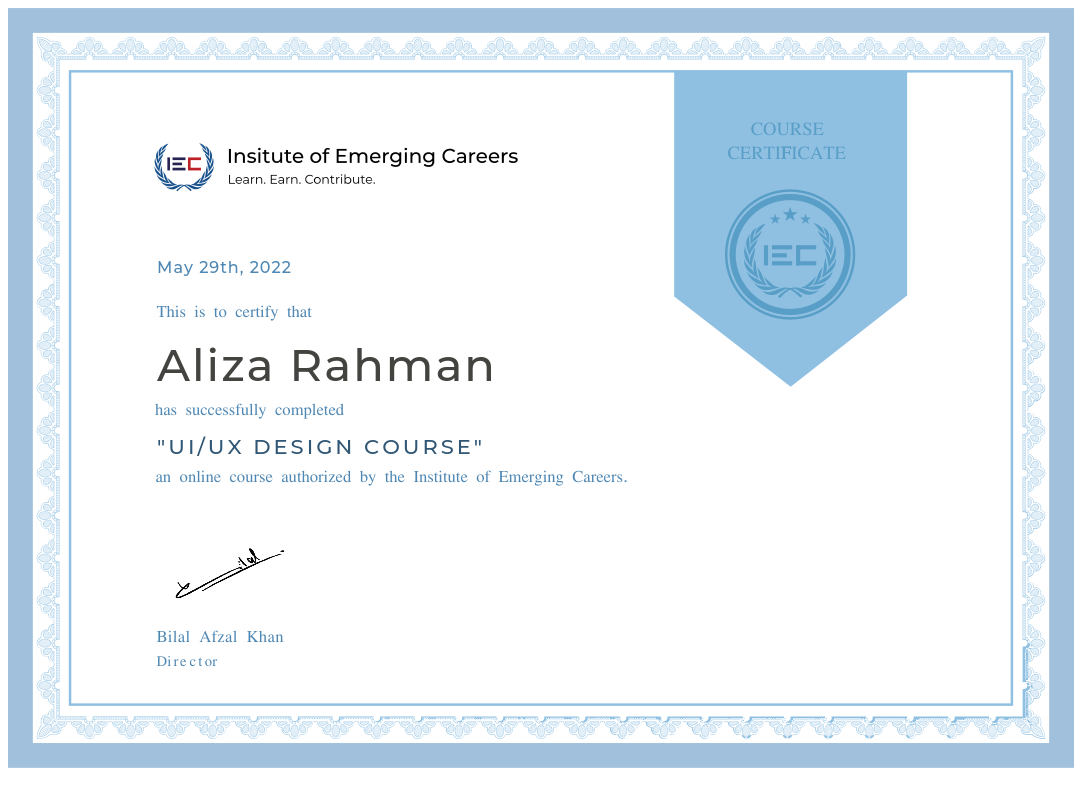 COURSE
CERTIFICATE
IEC
Insitute of Emerging Careers
Learn. Earn. Contribute.
IEC
May 29th, 2022
This is to certify that
Aliza Rahman
has successfully completed
"UI/UX DESIGN COURSE"
an online course authorized by the Institute of Emerging Careers.
Bilal Afzal Khan
Director